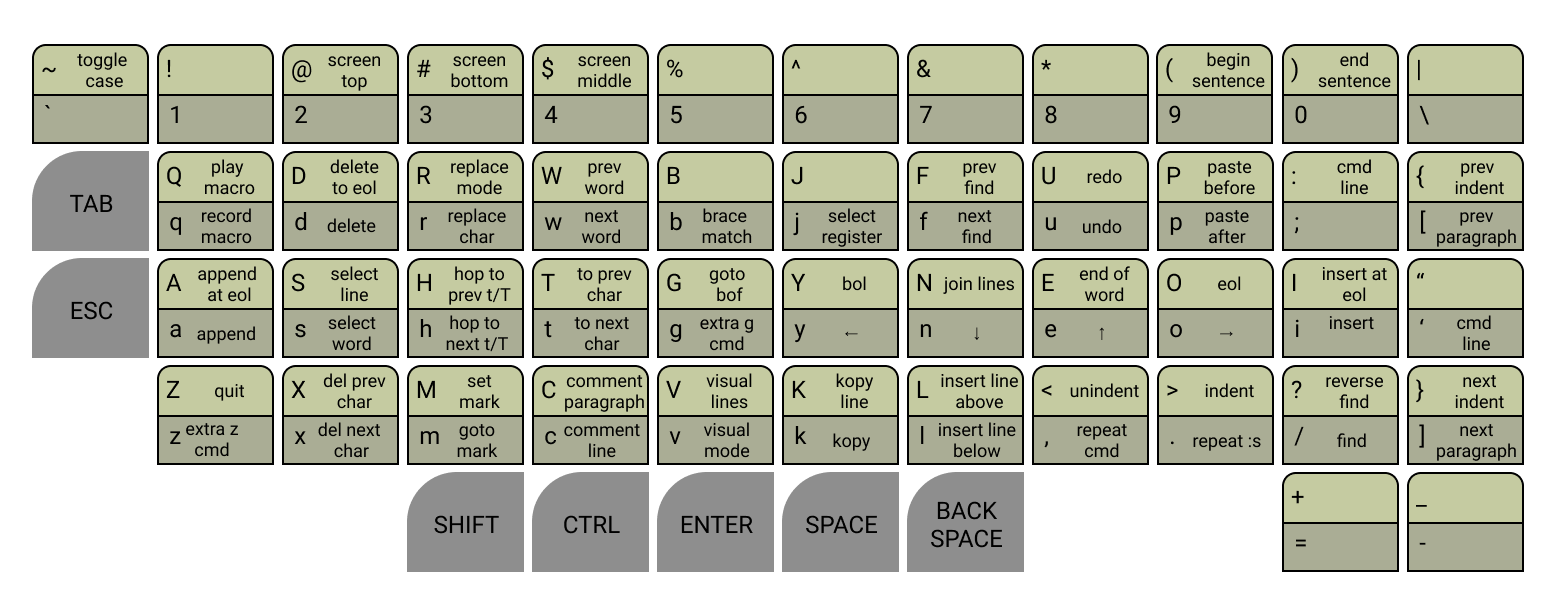 ~ toggle case
!
@ screen top
# screen bottom
$ screen middle
%
^
&
*
( begin sentence
) end sentence
|
`
1
2
3
4
5
6
7
8
9
0
\
TAB
Q play macro
D delete to eol
R replace mode
W prev word
B
J
F prev find
U redo
P paste before
: cmd line
{ prev indent
q record macro
d delete
r replace char
w next word
b brace match
j select register
f next find
u undo
p paste after
;
[ prev paragraph
ESC
A append at eol
S select line
H hop to prev t/T
T to prev char
G goto bof
Y bol
N join lines
E end of word
O eol
I insert at eol
“
a append
s select word
h hop to next t/T
t to next char
g extra g cmd
y ←
n ↓
e ↑
o →
i insert
‘ cmd line
Z quit
X del prev char
M set mark
C comment paragraph
V visual lines
K kopy line
L insert line above
< unindent
> indent
? reverse find
} next indent
z extra z cmd
x del next char
m goto mark
c comment line
v visual mode
k kopy
l insert line below
, repeat cmd
. repeat :s
/ find
] next paragraph
SHIFT
CTRL
ENTER
SPACE
BACK SPACE
+
_
=
-